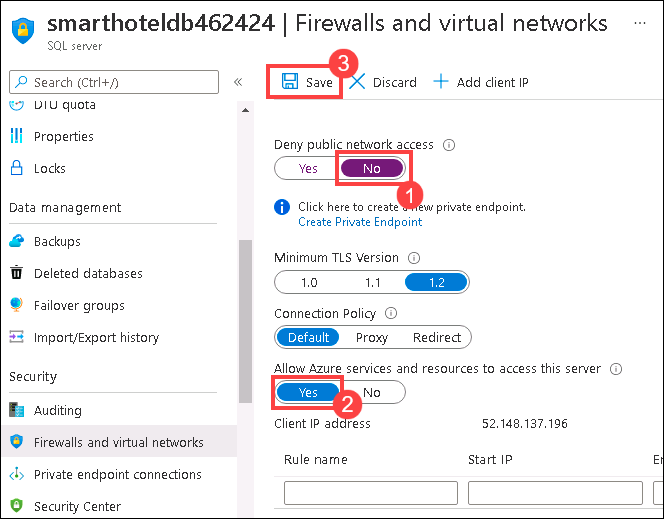 smarthoteldb462424 | Firewalls and virtual networks
...
SQL server
Search (Ctrl+/)
«
DTU quota
Properties
Locks
Data management
Backups
Deleted databases
Failover groups
Import/Export history
Security
Auditing
Firewalls and virtual networks
Private endpoint connections
Security Center
3
Save
Discard
Add client IP
Deny public network access
Yes
No
1
Click here to create a new private endpoint.
Create Private Endpoint
Minimum TLS Version
1.0
1.1
1.2
Connection Policy
Default
Proxy
Redirect
Allow Azure services and resources to access this server
Yes
No
2
Client IP address
52.148.137.196
Rule name
Start IP